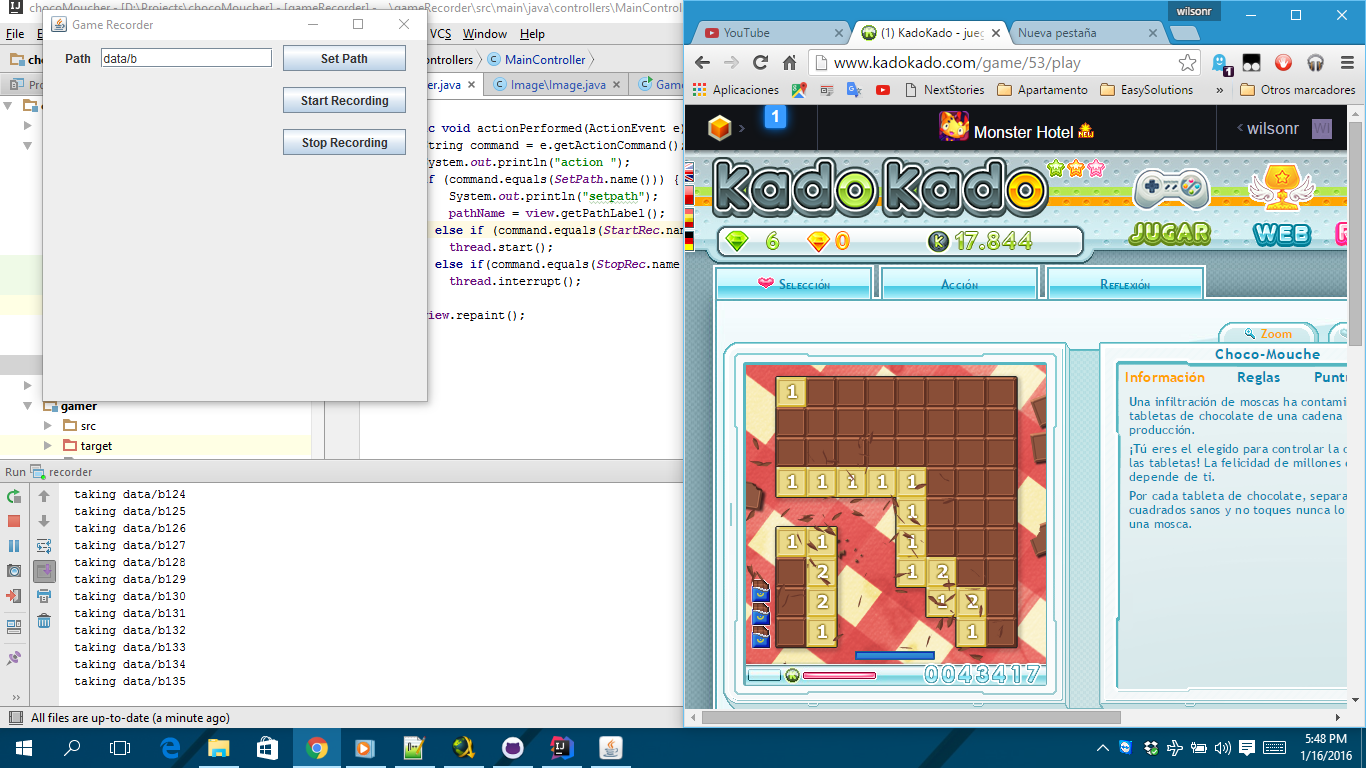 chocoMoucher - [D:\Projects\chocoMoucher] - [gameRecorder] - ...\gameRecorder\src\main\java\controllers\MainControl
Game Recorder
File
VCS Window Help
Path data/b Set Path
Start Recording
Stop Recording
MainController
Image\Image.java
void actionPerformed(ActionEvent e)
string command = e.getActionCommand();
ystem.out.println("action ");
(command.equals(SetPath.name())) {
System.out.println("setpath");
pathName = view.getPathLabel();
else if (command.equals(StartRec.na
thread.start();
else if(command.equals(StopRec.name
thread.interrupt();
iew.repaint();
gamer
src
target
Run recorder
taking data/b124
taking data/b125
taking data/b126
taking data/b127
taking data/b128
taking data/b129
taking data/b130
taking data/b131
taking data/b132
taking data/b133
taking data/b134
taking data/b135
All files are up-to-date (a minute ago)
wilsonr
YouTube
(1) KadoKado - jueg
Nueva pestaña
www.kadokado.com/game/53/play
1
Aplicaciones NextStories Apartamento EasySolutions » Otros marcadores
1 Monster Hotel NEW wilsonr WI
kadoKado
6 0 K 17.844
JUGAR WEB
Selección Acción Reflexión
Zoom
Choco-Mouche
Información Reglas Puntu
Una infiltración de moscas ha contami
tabletas de chocolate de una cadena
producción.
¡Tú eres el elegido para controlar la c
las tabletas! La felicidad de millones
depende de ti.
Por cada tableta de chocolate, separa
cuadrados sanos y no toques nunca lo
una mosca.
1
1 1 1 1 1
1
1 1 1
2 1 2
2 1 2
1 1
0043417
5:48 PM
1/16/2016